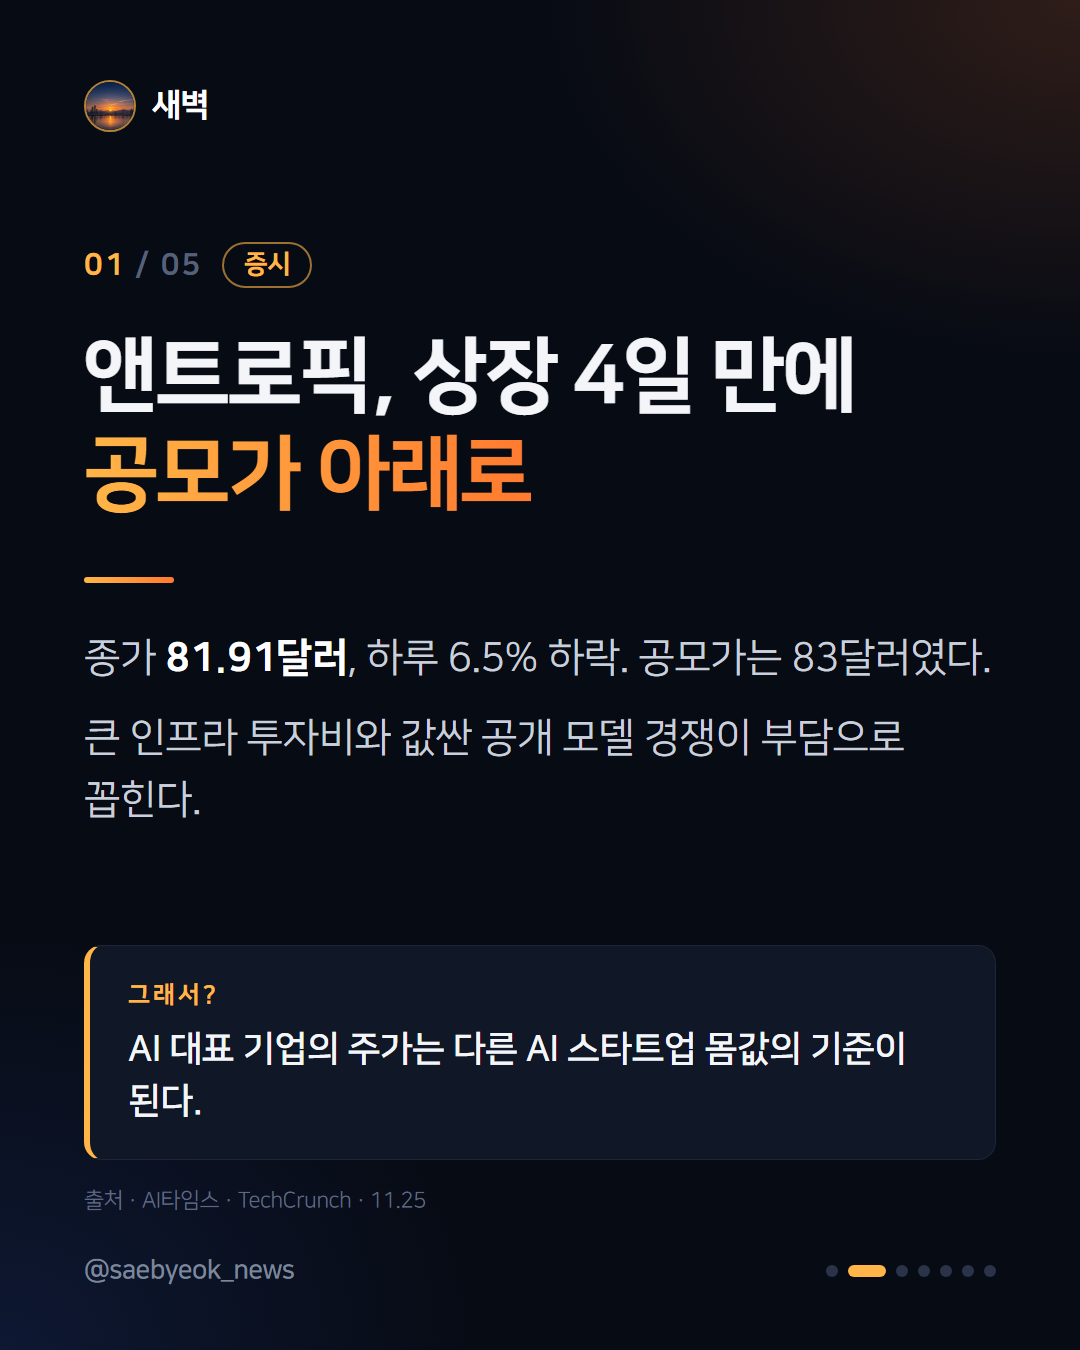 새벽
01 / 05 증시
앤트로픽, 상장 4일 만에
공모가 아래로
종가 81.91달러, 하루 6.5% 하락. 공모가는 83달러였다.
큰 인프라 투자비와 값싼 공개 모델 경쟁이 부담으로
꼽힌다.
그래서?
AI 대표 기업의 주가는 다른 AI 스타트업 몸값의 기준이
된다.
출처 · AI타임스 · TechCrunch · 11.25
@saebyeok_news